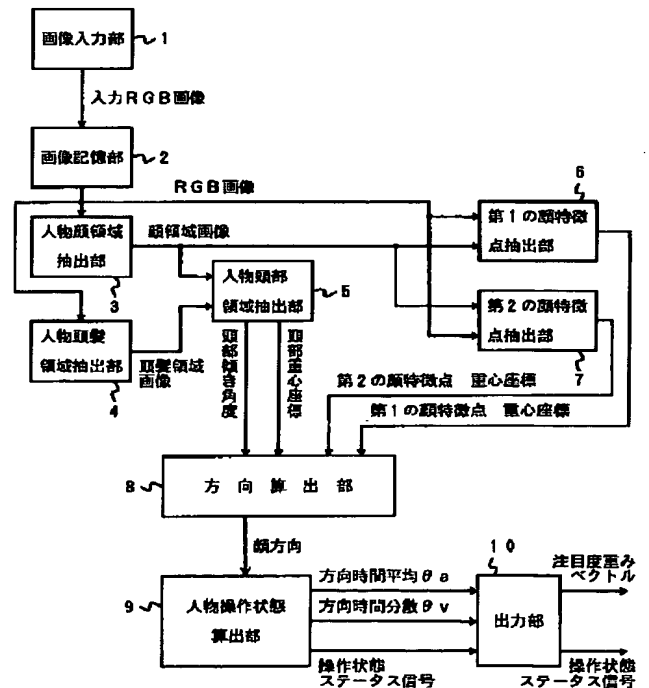 画像入力部
1
入力RGB画像
画像記憶部
2
RGB画像
6
人物顔領域
抽出部
3
顔領域画像
第1の顔特徴
点抽出部
人物頭部
領域抽出部
5
第2の顔特徴
点抽出部
7
人物頭髪
領域抽出部
4
頭髪領域
画像
頭部傾き角度
頭部重心座標
第2の顔特徴点 重心座標
第1の顔特徴点 重心座標
8
方向算出部
顔方向
10
9
人物操作状態
算出部
方向時間平均θa
方向時間分散θv
操作状態
ステータス信号
出力部
注目度重み
ベクトル
操作状態
ステータス信号